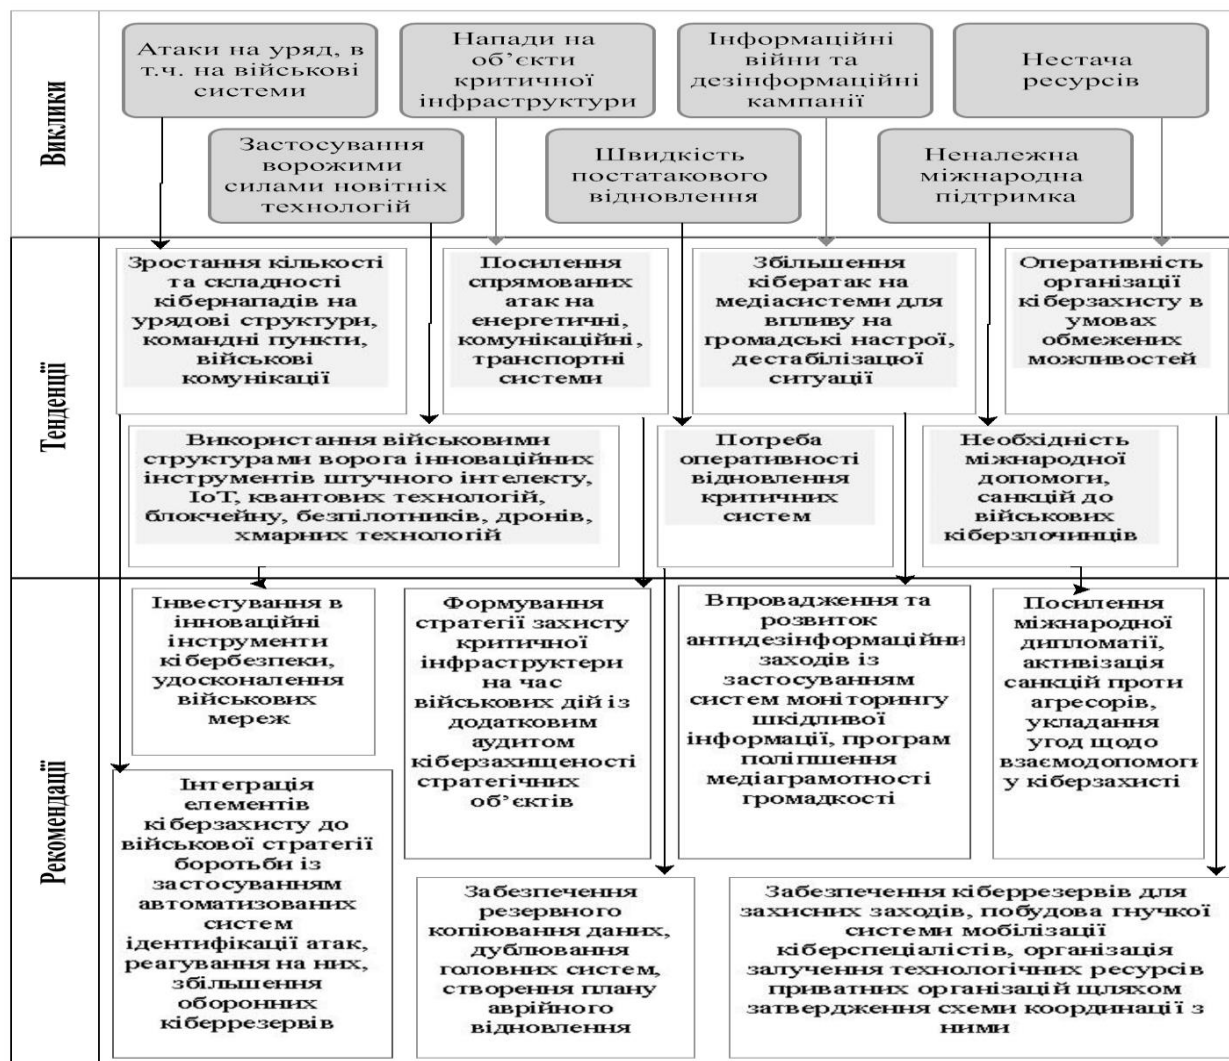 Виклики
Атаки на уряд, в
т.ч. на військові
системи
Напади на
об’єкти
критичної
інфраструктури
Інформаційні
війни та
дезінформаційні
кампанії
Нестача
ресурсів
Застосування
ворожими
силами новітніх
технологій
Швидкість
постатакового
відновлення
Неналежна
міжнародна
підтримка
Тенденції
Зростання кількості
та складності
кібернападів на
урядові структури,
командні пункти,
військові
комунікації
Посилення
спрямованих
атак на
енергетичні,
комунікаційні,
транспортні
системи
Збільшення
кібератак на
медіасистеми для
впливу на
громадські настрої,
дестабілізацюї
ситуації
Оперативність
організації
кіберзахисту в
умовах
обмежених
можливостей
Використання військовими
структурами ворога інноваційних
інструментів штучного інтелекту,
ІоТ, квантових технологій,
блокчейну, безпілотників, дронів,
хмарних технологій
Потреба
оперативності
відновлення
критичних
систем
Необхідність
міжнародної
допомоги,
санкцій до
військових
кіберзлочинців
Рекомендації
Інвестування в
інноваційні
інструменти
кібербезпеки,
удосконалення
військових
мереж
Формування
стратегії захисту
критичної
інфраструктери
на час
військових дій із
додатковим
аудитом
кіберзахищеності
стратегічних
об’єктів
Впровадження та
розвиток
антидезінформаційни
заходів із
застосуванням
систем моніторингу
шкідливої
інформації, програм
поліпшення
медіаграмотності
громадкості
Посилення
міжнародної
дипломатії,
активізація
санкцій проти
агресорів,
укладання
угод щодо
взаємодопомоги
у кіберзахисті
Інтеграція
елементів
кіберзахисту до
військової стратегії
боротьби із
застосуванням
автоматизованих
систем
ідентифікації атак,
реагування на них,
збільшення
оборонних
кіберрезервів
Забезпечення
резервного
копіювання даних,
дублювання
головних систем,
створення плану
аврійного
відновлення
Забезпечення кіберрезервів для
захисних заходів, побудова гнучкої
системи мобілізації
кіберспеціалістів, організація
залучення технологічних ресурсів
приватних організацій щляхом
затвердження схеми координації з
ними